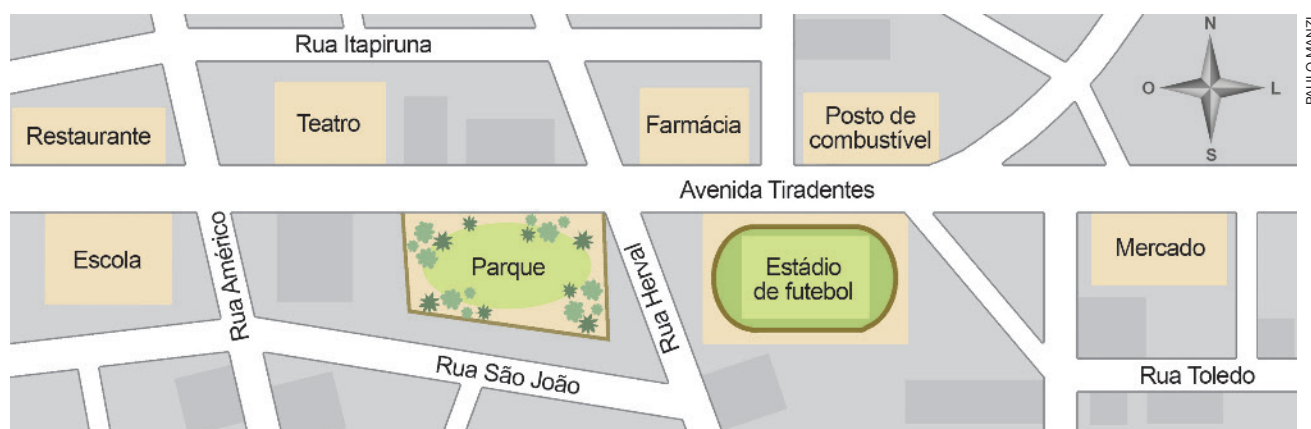 PAULO MANZI
Rua Itapiruna
N
O
L
S
Restaurante
Teatro
Farmácia
Posto de
combustível
Avenida Tiradentes
Escola
Rua Américo
Parque
Rua Herval
Estádio
de futebol
Mercado
Rua São João
Rua Toledo